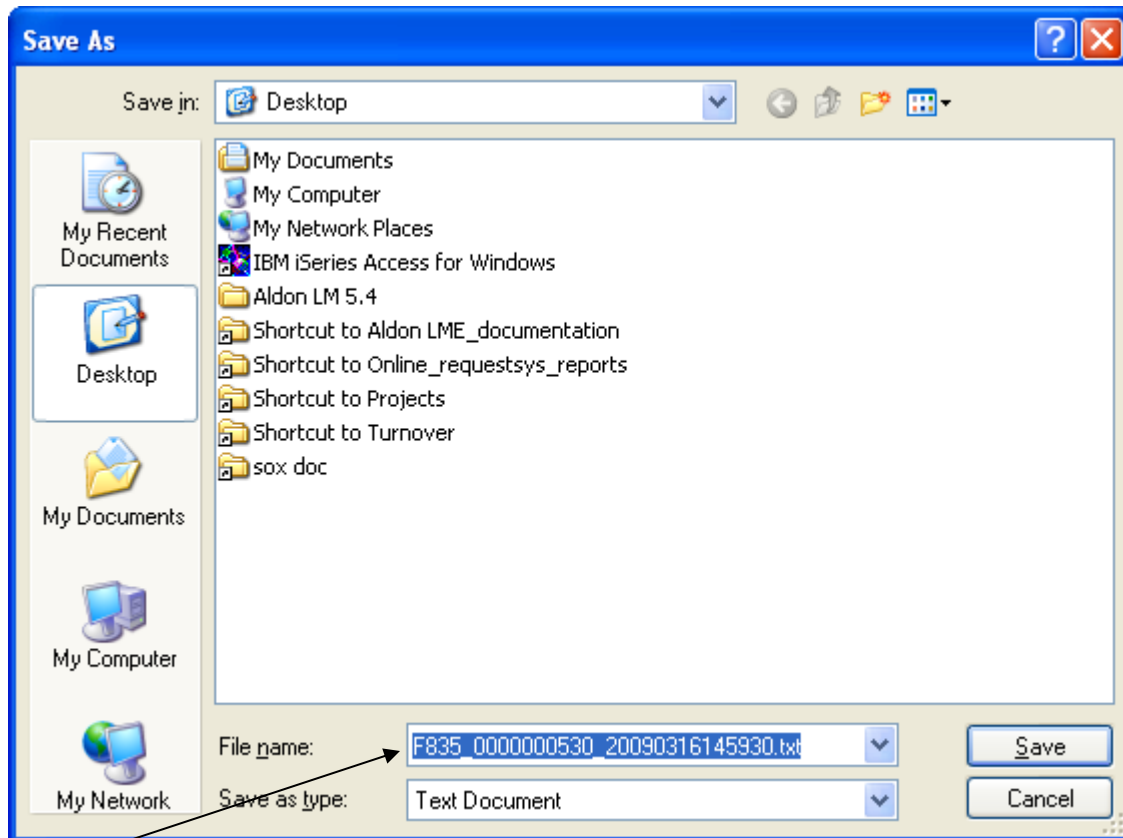 Save As
Save in:
Desktop
My Recent
Documents
Desktop
My Documents
My Computer
My Network
My Documents
My Computer
My Network Places
IBM iSeries Access for Windows
Aldon LM 5.4
Shortcut to Aldon LME_documentation
Shortcut to Online_requestsys_reports
Shortcut to Projects
Shortcut to Turnover
sox doc
File name:
F835_0000000530_20090316145930.txt
Save
Save as type:
Text Document
Cancel